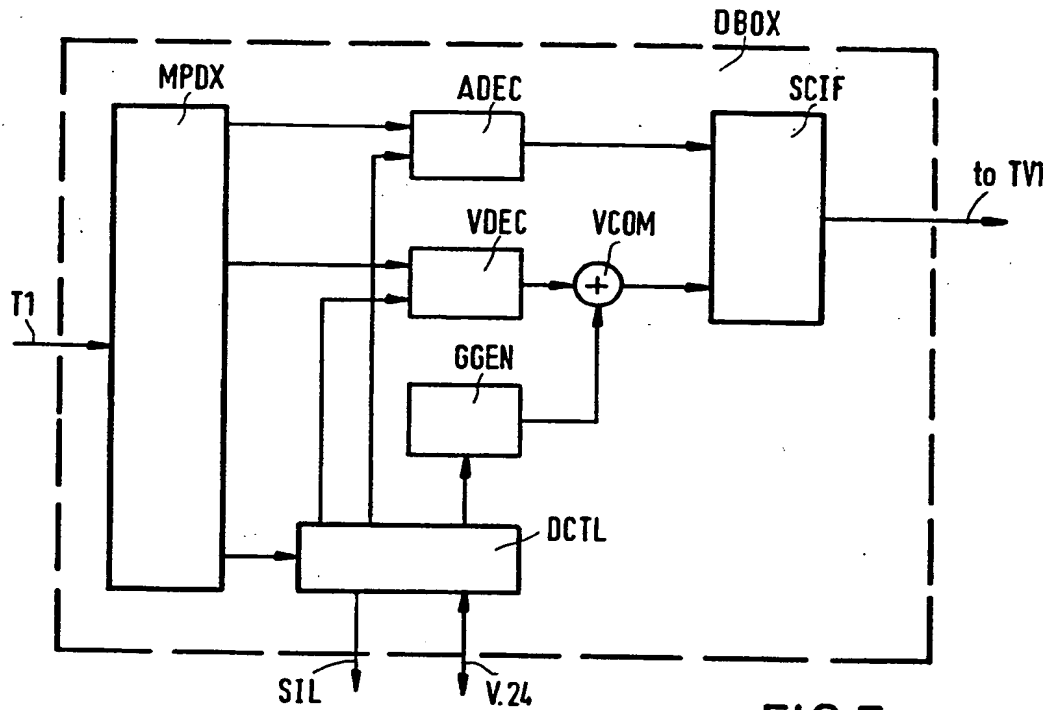 DBOX
MPDX
ADEC
SCIF
to TV1
VDEC
VCOM
T1
GGEN
DCTL
SIL
V.24